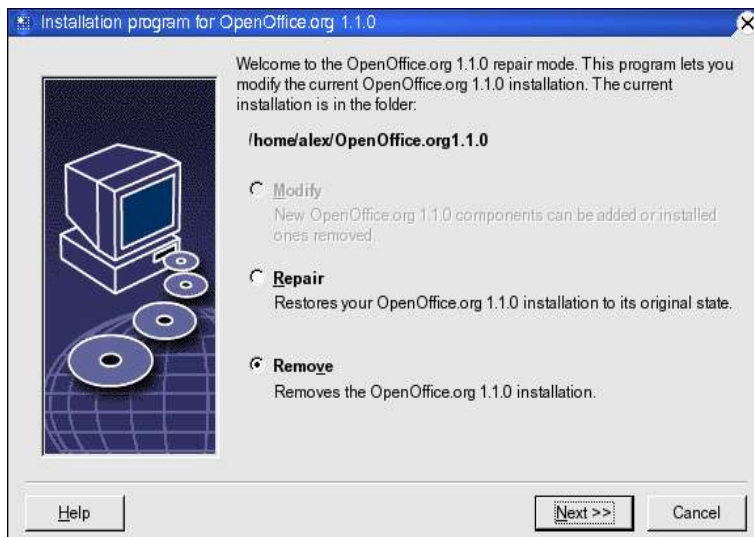 Installation program for OpenOffice.org 1.1.0
Welcome to the OpenOffice.org 1.1.0 repair mode. This program lets you
modify the current OpenOffice.org 1.1.0 installation. The current
installation is in the folder:
/home/alex/OpenOffice.org1.1.0
Modify
New OpenOffice.org 1.1.0 components can be added or installed
ones removed.
Repair
Restores your OpenOffice.org 1.1.0 installation to its original state.
Remove
Removes the OpenOffice.org 1.1.0 installation.
Help
Next >>
Cancel